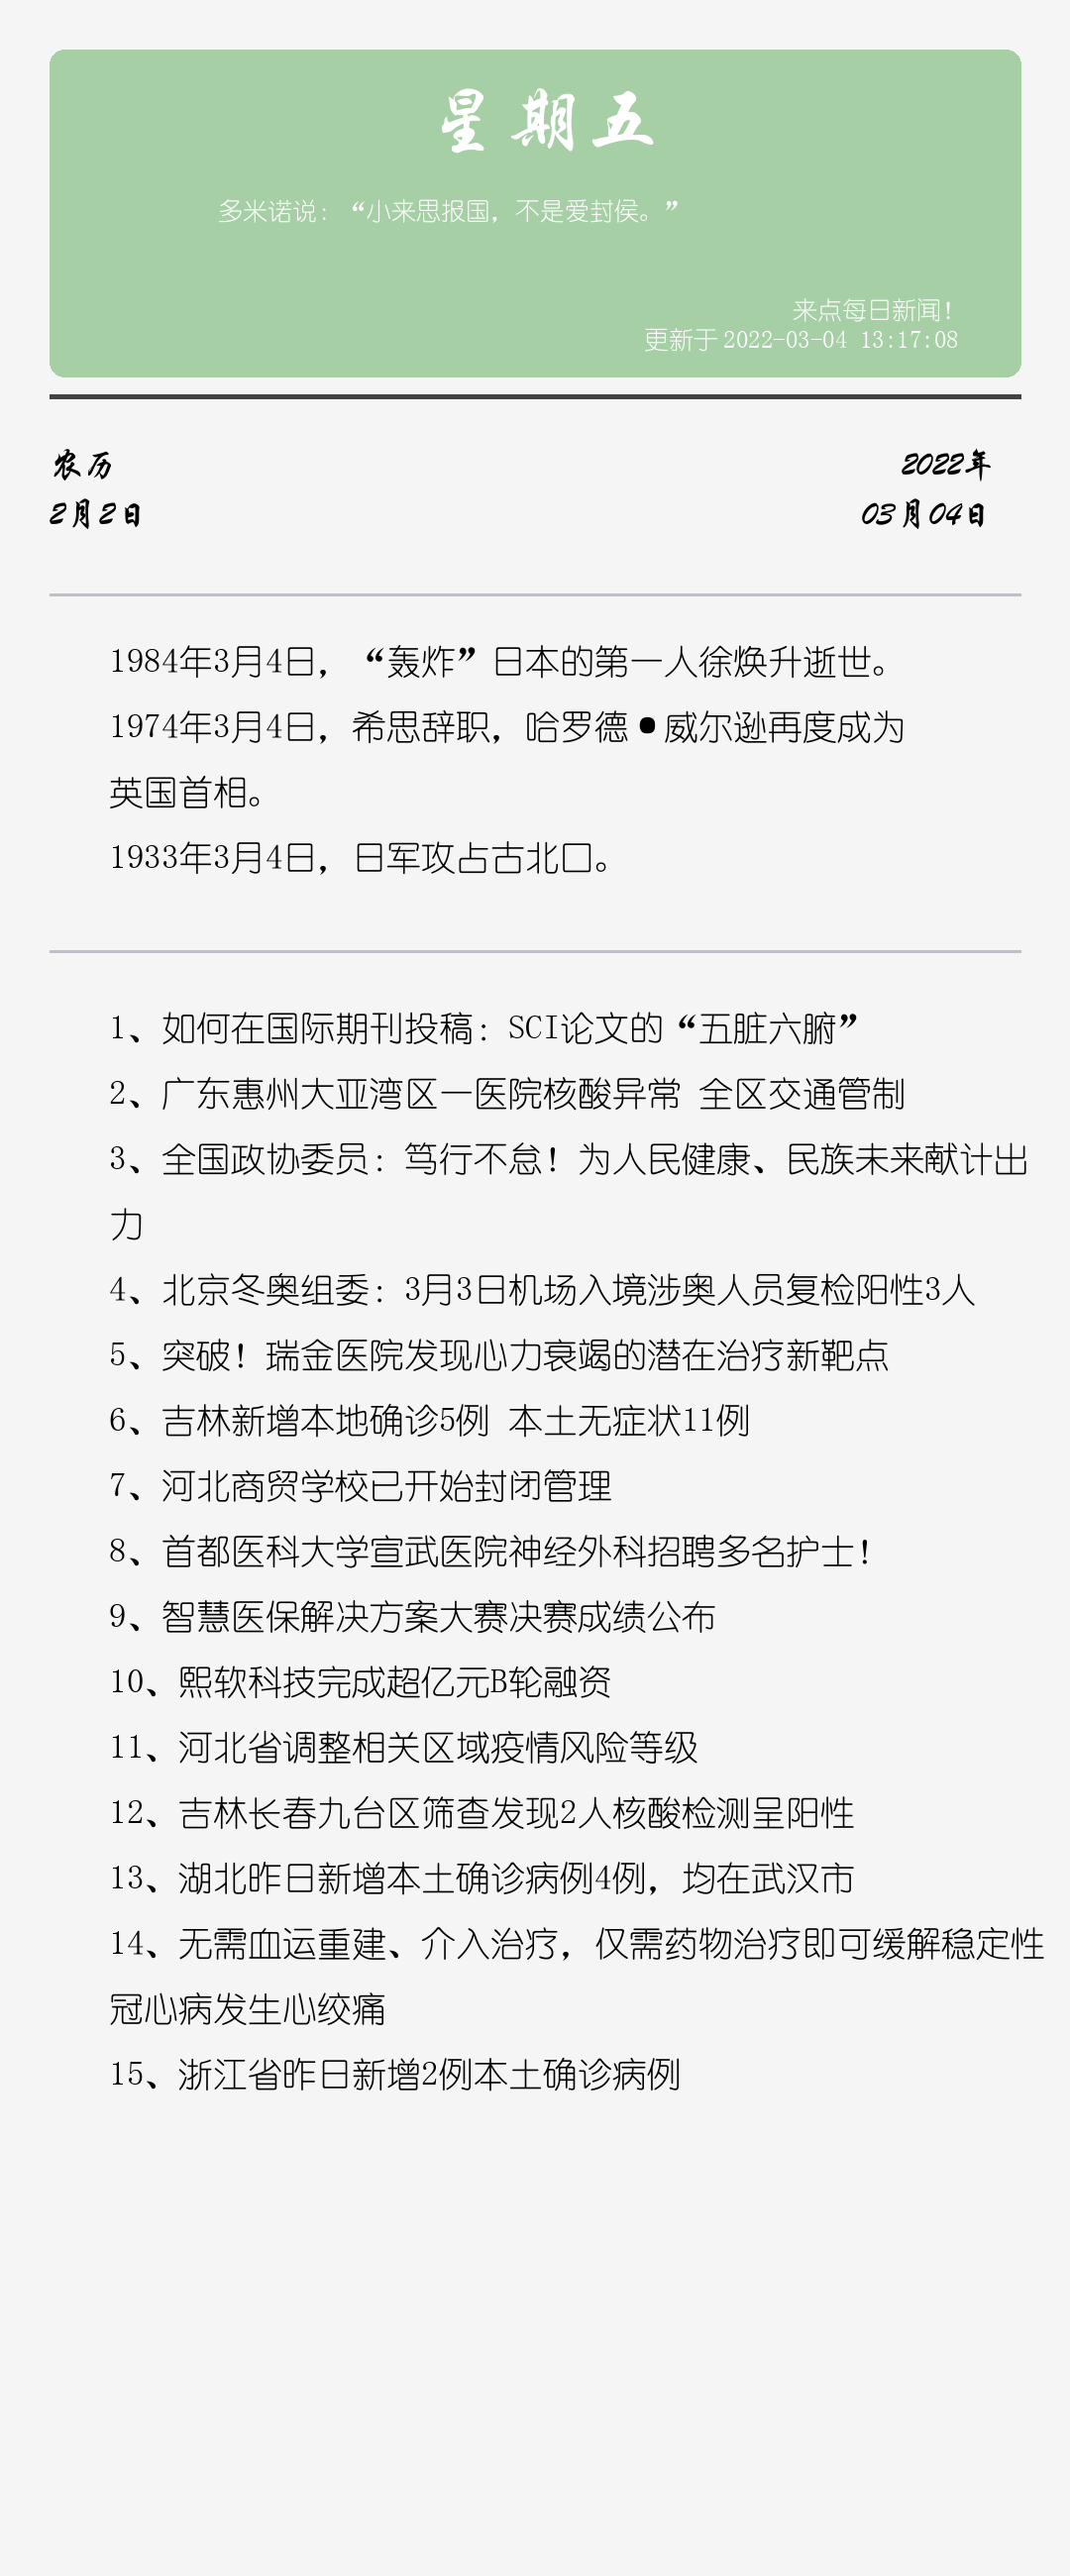 星期五
多米诺说：“小来思报国，不是爱封侯。”
来点每日新闻！
更新于2022-03-04 13:17:08
农历
2022年
2月2日
03月04日
1984年3月4日，“轰炸”日本的第一人徐焕升逝世。
1974年3月4日，希思辞职，哈罗德•威尔逊再度成为
英国首相。
1933年3月4日，日军攻占古北口。
1、如何在国际期刊投稿：SCI论文的“五脏六腑”
2、广东惠州大亚湾区一医院核酸异常 全区交通管制
3、全国政协委员：笃行不怠！为人民健康、民族未来献计出
力
4、北京冬奥组委：3月3日机场入境涉奥人员复检阳性3人
5、突破！瑞金医院发现心力衰竭的潜在治疗新靶点
6、吉林新增本地确诊5例 本土无症状11例
7、河北商贸学校已开始封闭管理
8、首都医科大学宣武医院神经外科招聘多名护士！
9、智慧医保解决方案大赛决赛成绩公布
10、熙软科技完成超亿元B轮融资
11、河北省调整相关区域疫情风险等级
12、吉林长春九台区筛查发现2人核酸检测呈阳性
13、湖北昨日新增本土确诊病例4例，均在武汉市
14、无需血运重建、介入治疗，仅需药物治疗即可缓解稳定性
冠心病发生心绞痛
15、浙江省昨日新增2例本土确诊病例